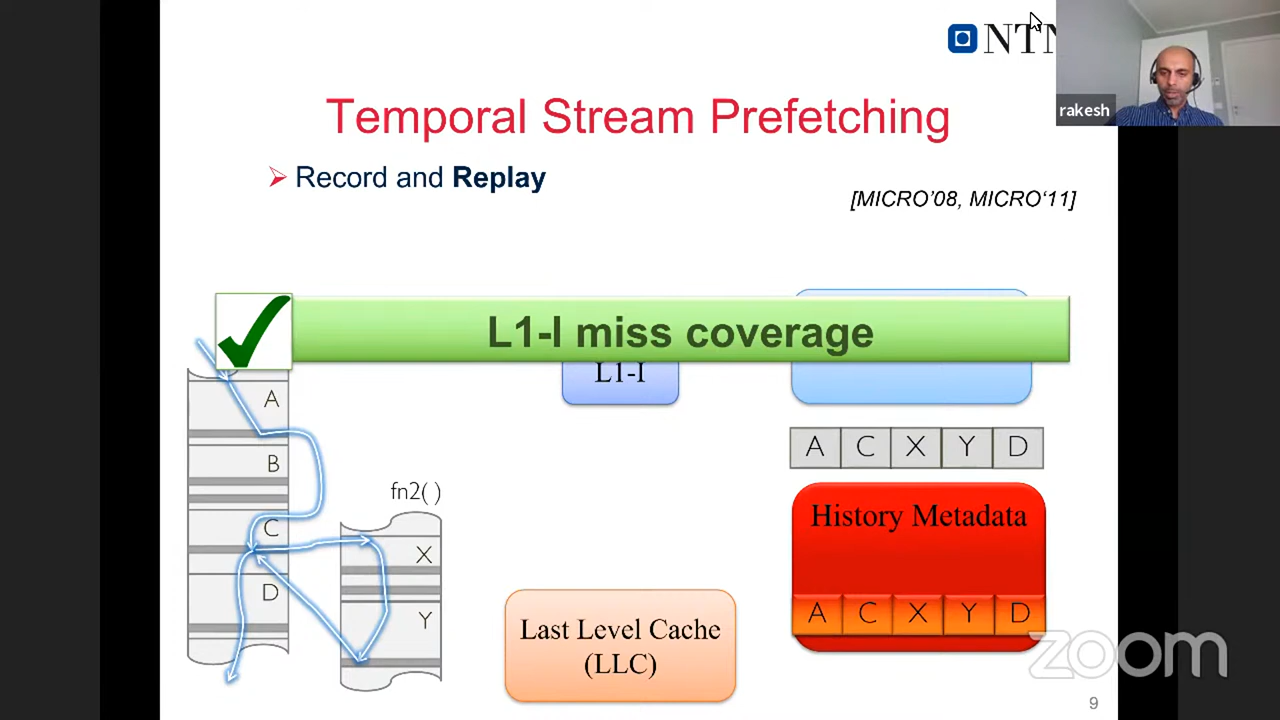 NTN
rakesh
Temporal Stream Prefetching
Record and Replay
[MICRO'08, MICRO'11]
L1-I miss coverage
L1-I
A
B
C
D
fn2( )
X
Y
A C X Y D
History Metadata
A C X Y D
Last Level Cache
(LLC)
zoom
9